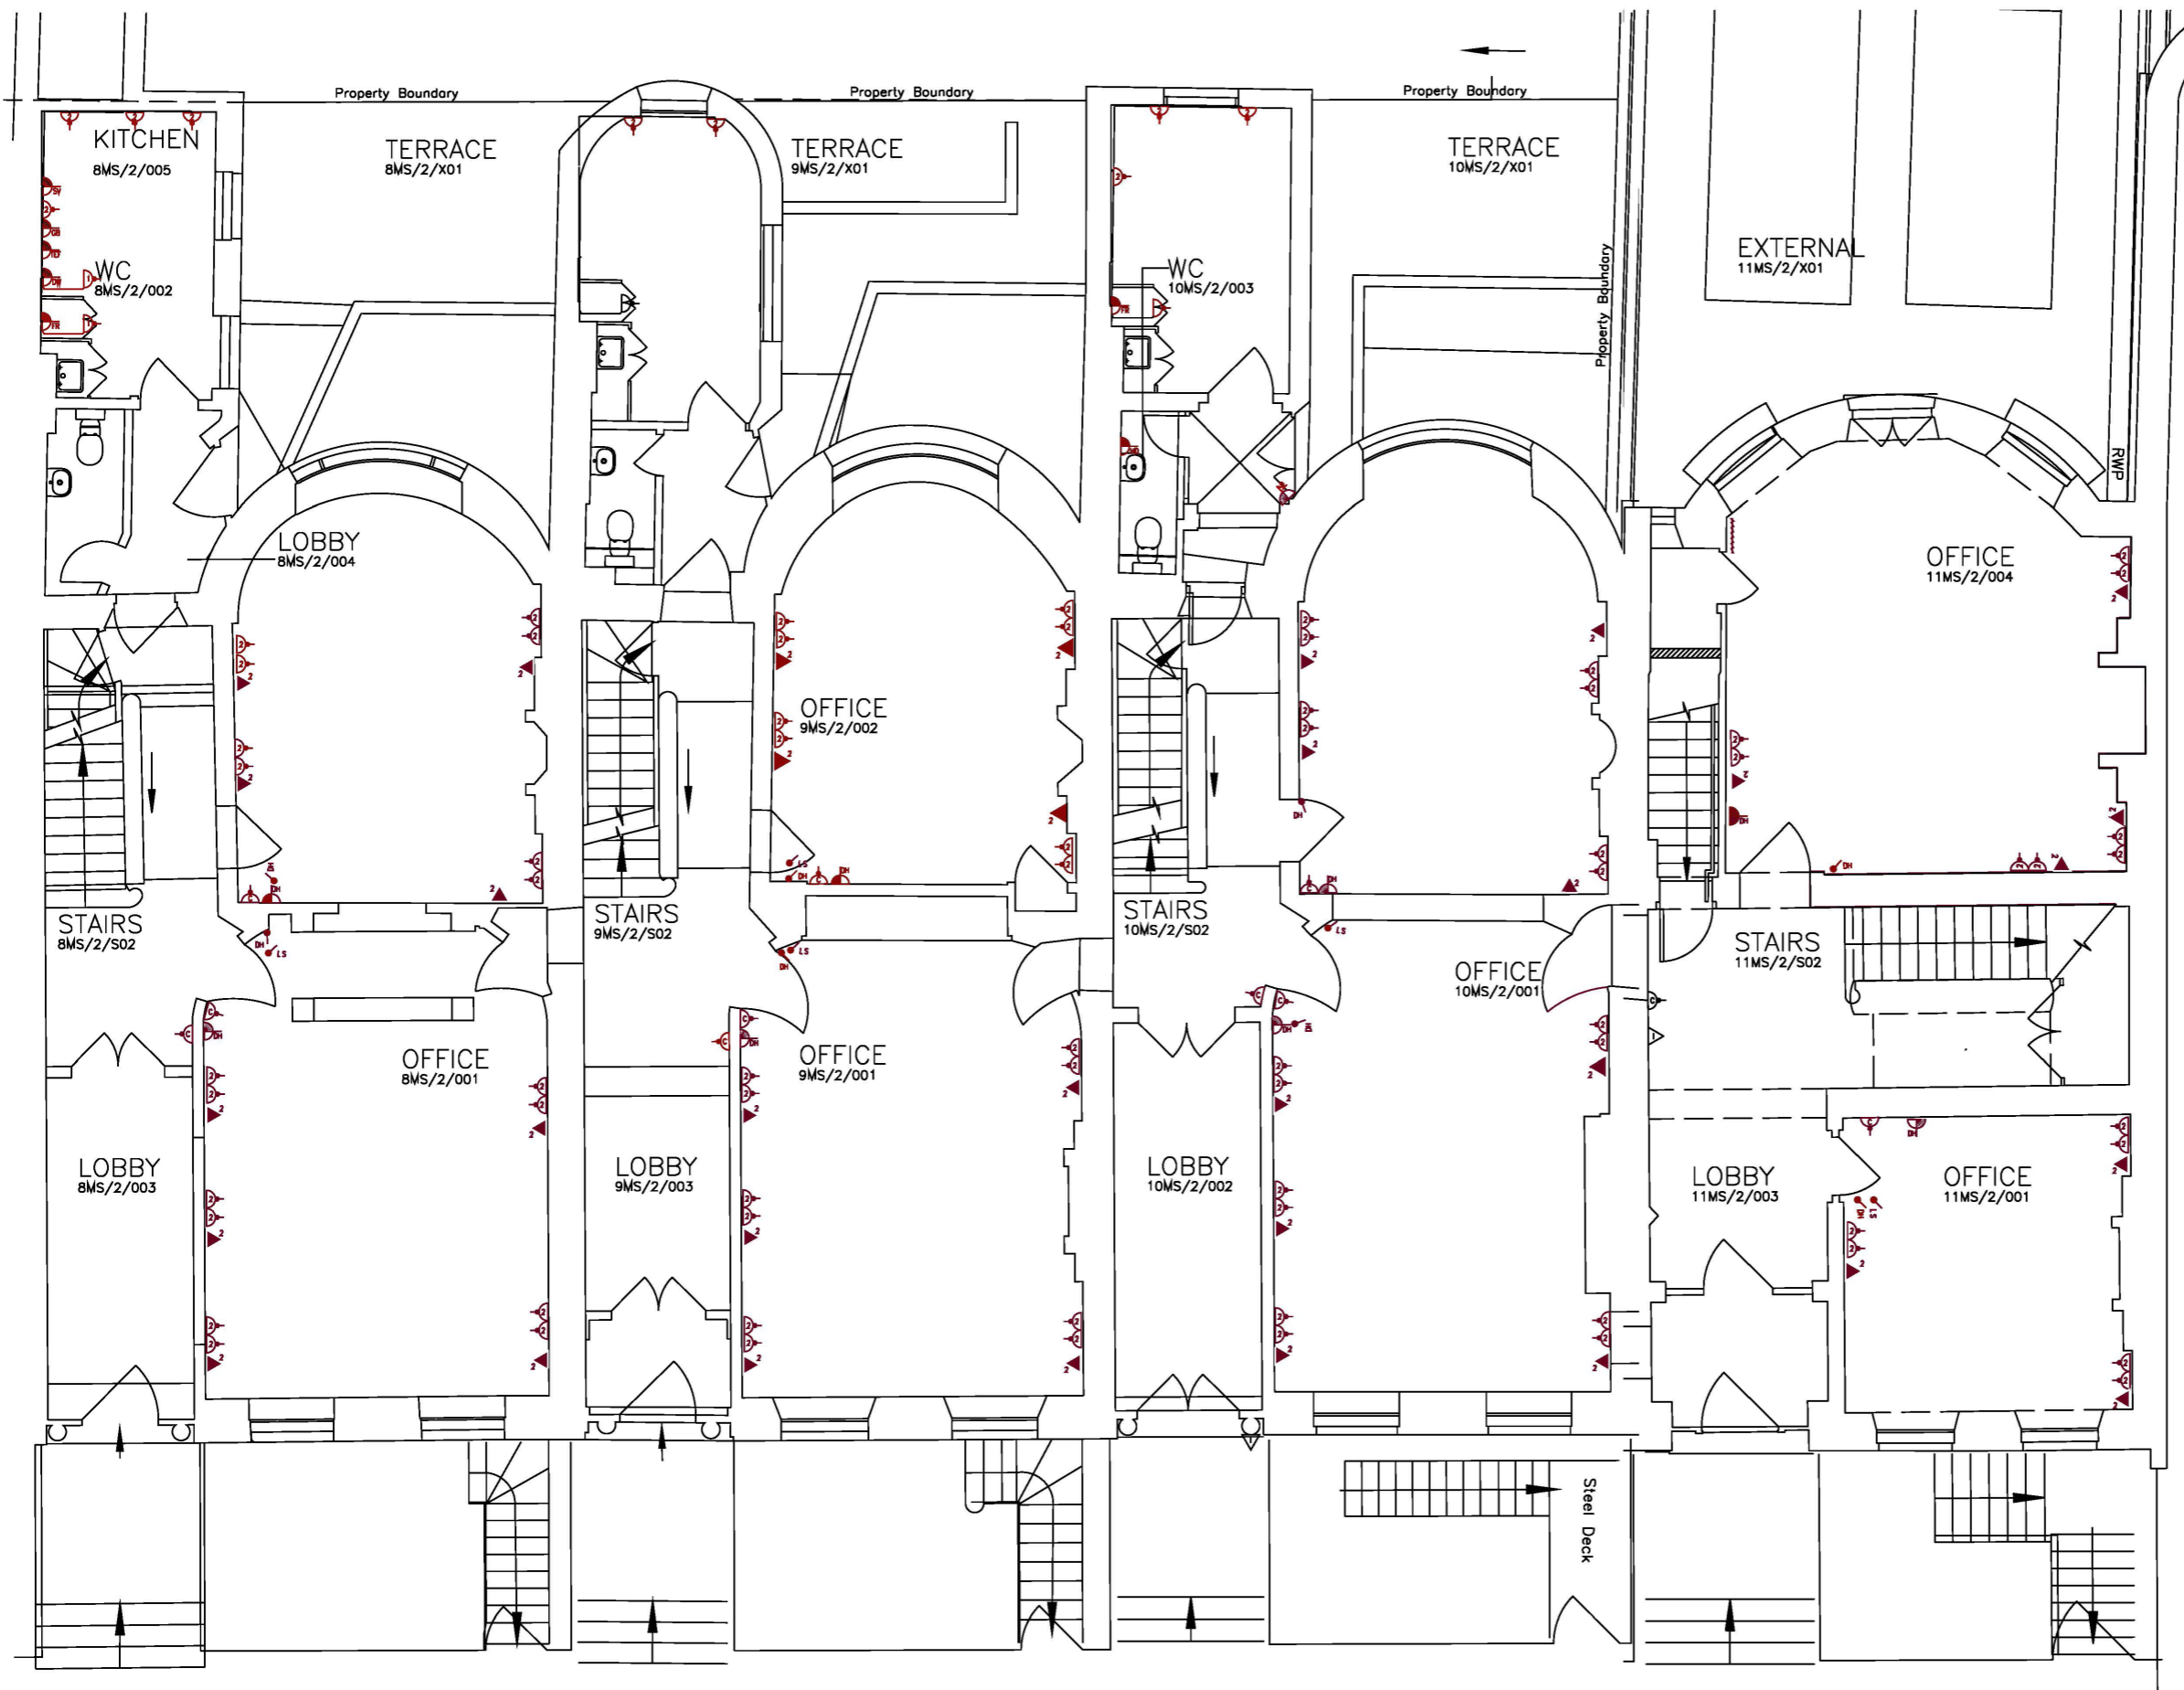 Property Boundary
Property Boundary
Property Boundary
KITCHEN
8MS/2/005
TERRACE
8MS/2/X01
TERRACE
9MS/2/X01
TERRACE
10MS/2/X01
EXTERNAL
11MS/2/X01
WC
8MS/2/002
WC
10MS/2/003
Property Boundary
RWP
LOBBY
8MS/2/004
OFFICE
11MS/2/004
OFFICE
9MS/2/002
STAIRS
8MS/2/S02
STAIRS
9MS/2/S02
STAIRS
10MS/2/S02
STAIRS
11MS/2/S02
OFFICE
10MS/2/001
OFFICE
8MS/2/001
OFFICE
9MS/2/001
LOBBY
8MS/2/003
LOBBY
9MS/2/003
LOBBY
10MS/2/002
LOBBY
11MS/2/003
OFFICE
11MS/2/001
Steel Deck